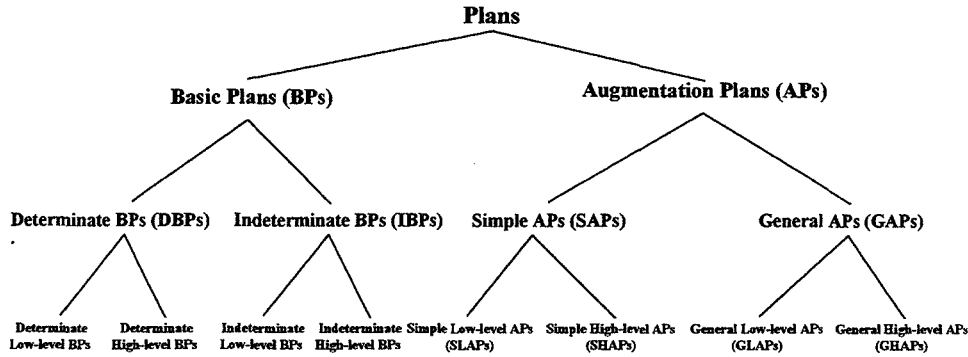 Plans
Basic Plans (BPs)
Augmentation Plans (APs)
Determinate BPs (DBPs)
Indeterminate BPs (IBPs)
Simple APs (SAPs)
General APs (GAPs)
Determinate
Low-level BPs
Determinate
High-level BPs
Indeterminate
Low-level BPs
Indeterminate
High-level BPs
Simple Low-level APs
(SLAPs)
Simple High-level APs
(SHAPs)
General Low-level APs
(GLAPs)
General High-level APs
(GHAPs)